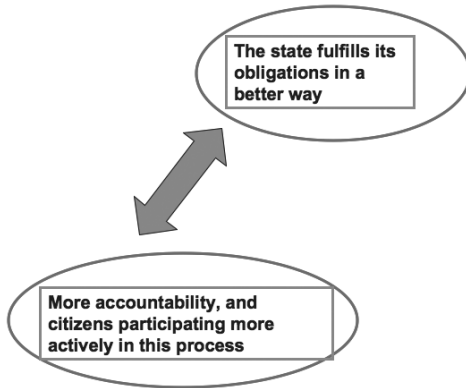 The state fulfills its
obligations in a
better way
More accountability, and
citizens participating more
actively in this process